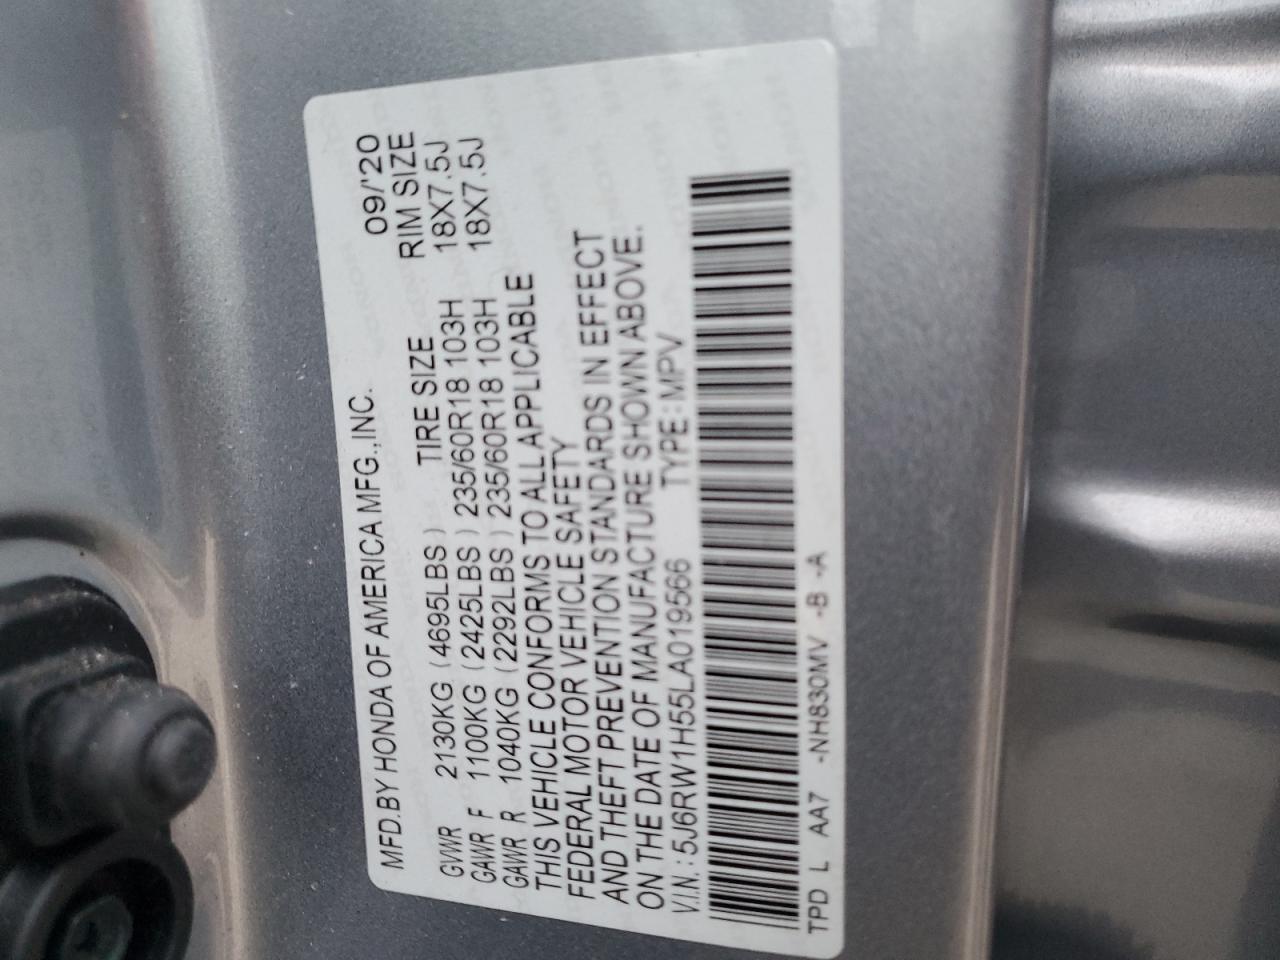 MFD.BY HONDA OF AMERICA MFG.,INC. 09/'20
TIRE SIZE RIM SIZE
GVWR 2130KG (4695LBS)
GAWR F 1100KG (2425LBS) 235/60R18 103H 18X7.5J
GAWR R 1040KG (2292LBS) 235/60R18 103H 18X7.5J
THIS VEHICLE CONFORMS TO ALL APPLICABLE
FEDERAL MOTOR VEHICLE SAFETY
AND THEFT PREVENTION STANDARDS IN EFFECT
ON THE DATE OF MANUFACTURE SHOWN ABOVE.
V.I.N.: 5J6RW1H55LA019566 TYPE:MPV
TPD L AA7 -NH830MV -B -A